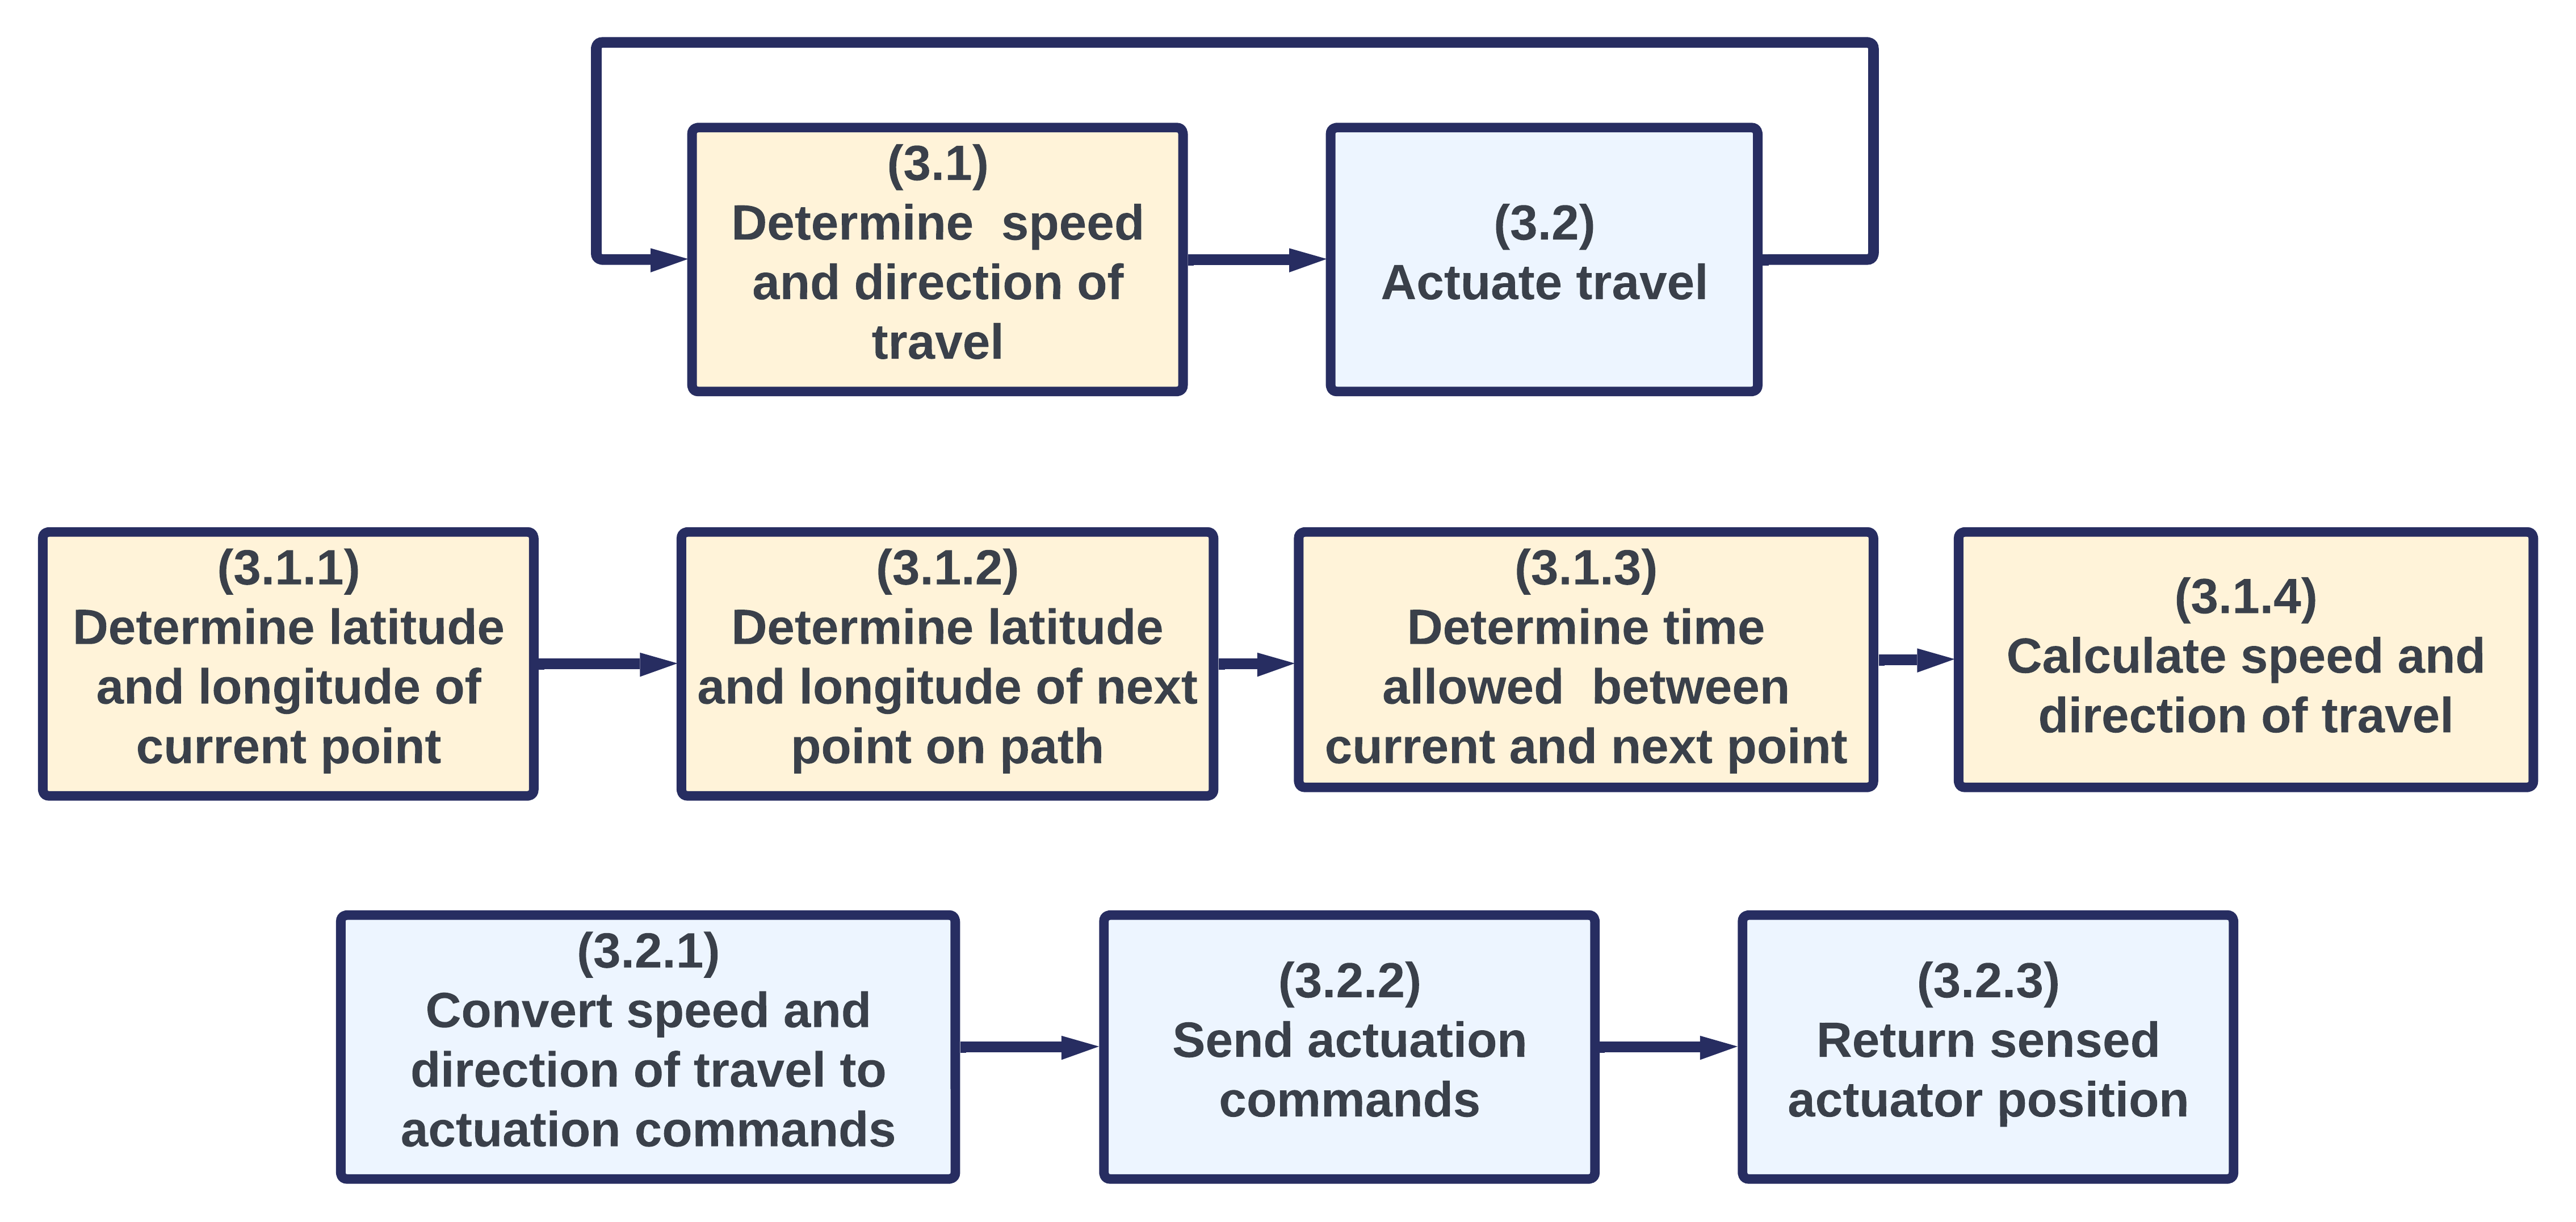 (3.1)
Determine  speed
and direction of
travel
(3.2)
Actuate travel
(3.1.1)
Determine latitude
and longitude of
current point
(3.1.2)
Determine latitude
and longitude of next
point on path
(3.1.3)
Determine time
allowed  between
current and next point
(3.1.4)
Calculate speed and
direction of travel
(3.2.1)
Convert speed and
direction of travel to
actuation commands
(3.2.2)
Send actuation
commands
(3.2.3)
Return sensed
actuator position